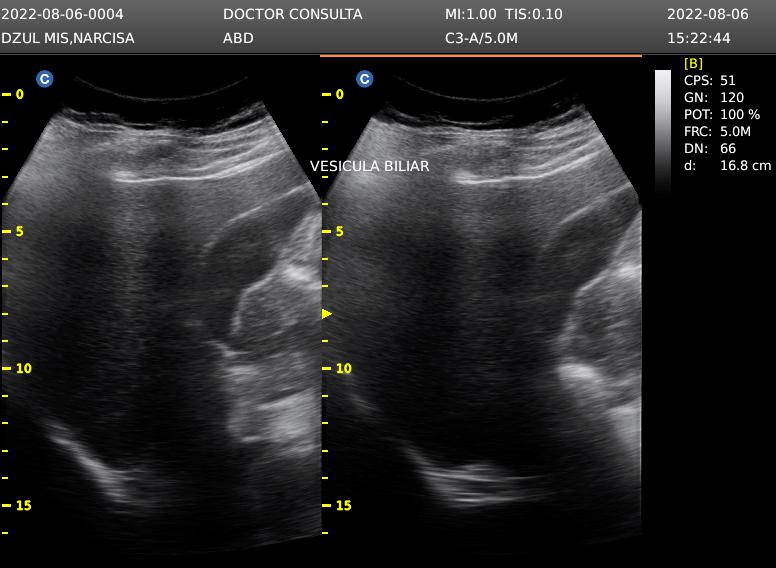 2022-08-06-0004 DOCTOR CONSULTA MI:1.00 TIS:0.10 2022-08-06
DZUL MIS,NARCISA ABD C3-A/5.0M 15:22:44
[B]
CPS: 51
GN: 120
POT: 100 %
FRC: 5.0M
DN: 66
d: 16.8 cm
C C
0 0
VESICULA BILIAR
5 5
10 10
15 15